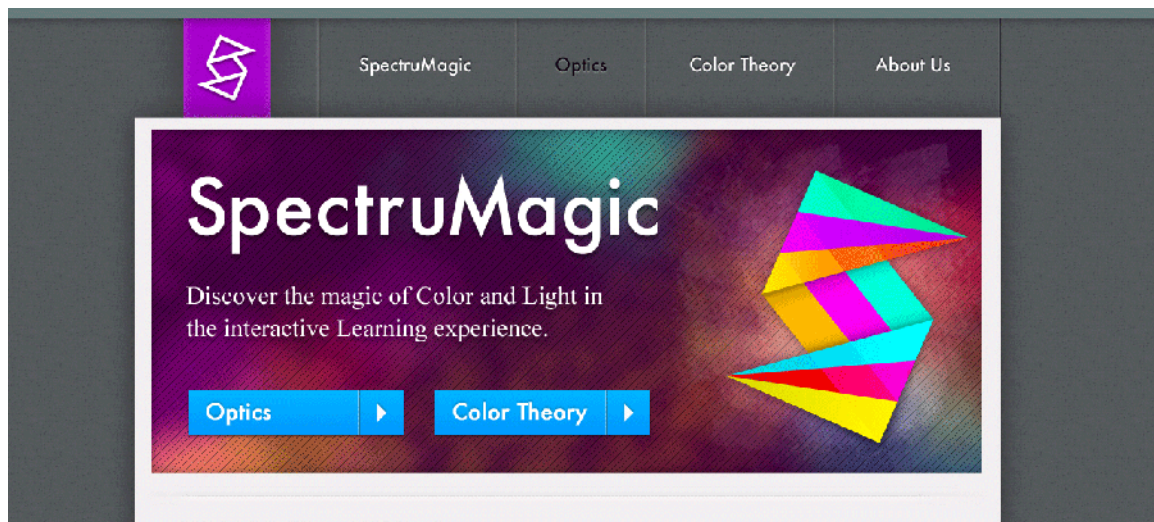 SpectruMagic Optics Color Theory About Us
SpectruMagic
Discover the magic of Color and Light in
the interactive Learning experience.
Optics Color Theory